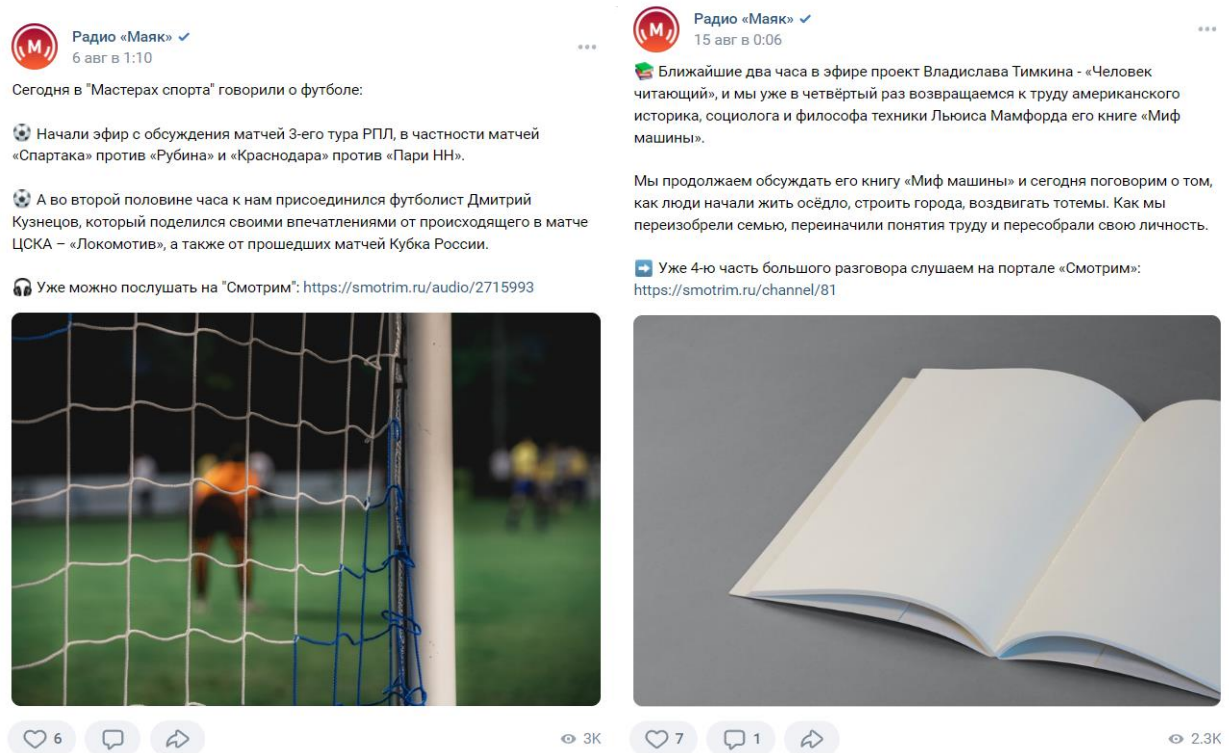 Радио «Маяк»
6 авг в 1:10
Сегодня в "Мастерах спорта" говорили о футболе:
Начали эфир с обсуждения матчей 3-его тура РПЛ, в частности матчей
«Спартака» против «Рубина» и «Краснодара» против «Пари НН».
А во второй половине часа к нам присоединился футболист Дмитрий
Кузнецов, который поделился своими впечатлениями от происходящего в матче
ЦСКА – «Локомотив», а также от прошедших матчей Кубка России.
Уже можно послушать на "Смотрим": https://smotrim.ru/audio/2715993
6
3K
Радио «Маяк»
15 авг в 0:06
Ближайшие два часа в эфире проект Владислава Тимкина - «Человек
читающий», и мы уже в четвёртый раз возвращаемся к труду американского
историка, социолога и философа техники Льюиса Мамфорда его книге «Миф
машины».
Мы продолжаем обсуждать его книгу «Миф машины» и сегодня поговорим о том,
как люди начали жить осёдло, строить города, воздвигать тотемы. Как мы
переизобрели семью, переиначили понятия труду и пересобрали свою личность.
Уже 4-ю часть большого разговора слушаем на портале «Смотрим»:
https://smotrim.ru/channel/81
7
1
2.3K